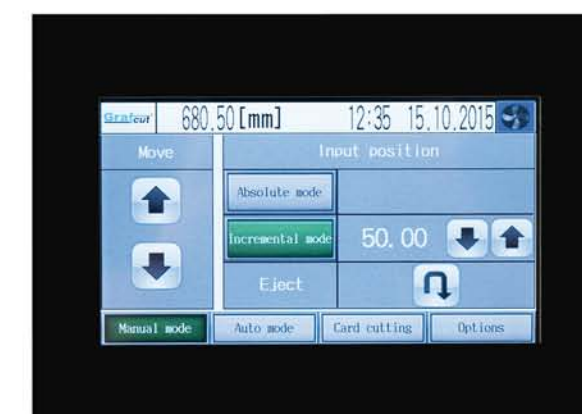 Grafcut 680.50[mm] 12:35 15.10.2015
Move Input position
Absolute mode
Incremental mode 50.00
Eject
Manual mode Auto mode Card cutting Options